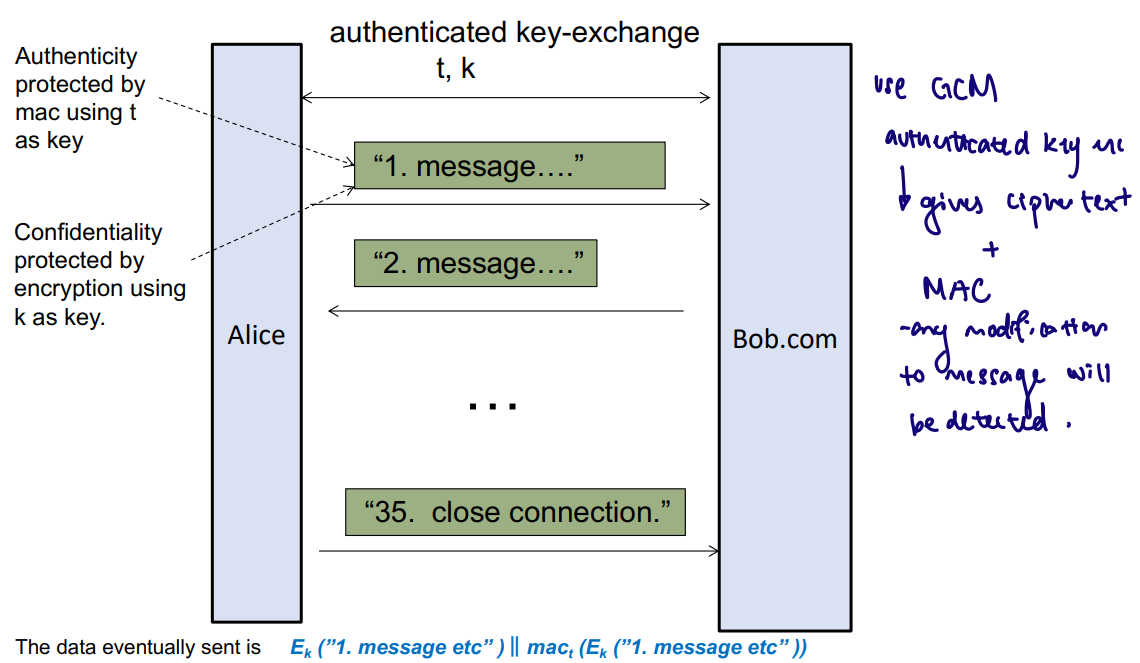 authenticated key-exchange
t, k
Authenticity
protected by
mac using t
as key
“1. message….”
Confidentiality
protected by
encryption using
k as key.
“2. message….”
Alice
Bob.com
...
“35. close connection.”
The data eventually sent is E_k (”1. message etc” ) || mac_t (E_k (”1. message etc” ))
use GCM
authenticated key
gives ciphertext
+
MAC
-any modification
to message will
be detected.